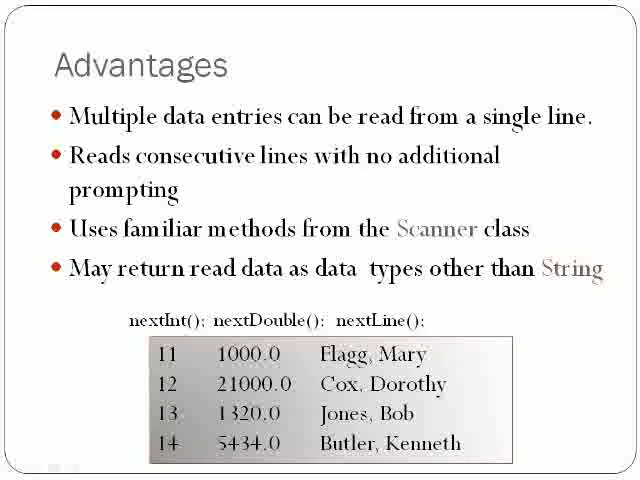 Advantages
Multiple data entries can be read from a single line.
Reads consecutive lines with no additional
prompting
Uses familiar methods from the Scanner class
May return read data as data types other than String
nextInt(); nextDouble(); nextLine();
11 1000.0 Flagg, Mary
12 21000.0 Cox, Dorothy
13 1320.0 Jones, Bob
14 5434.0 Butler, Kenneth